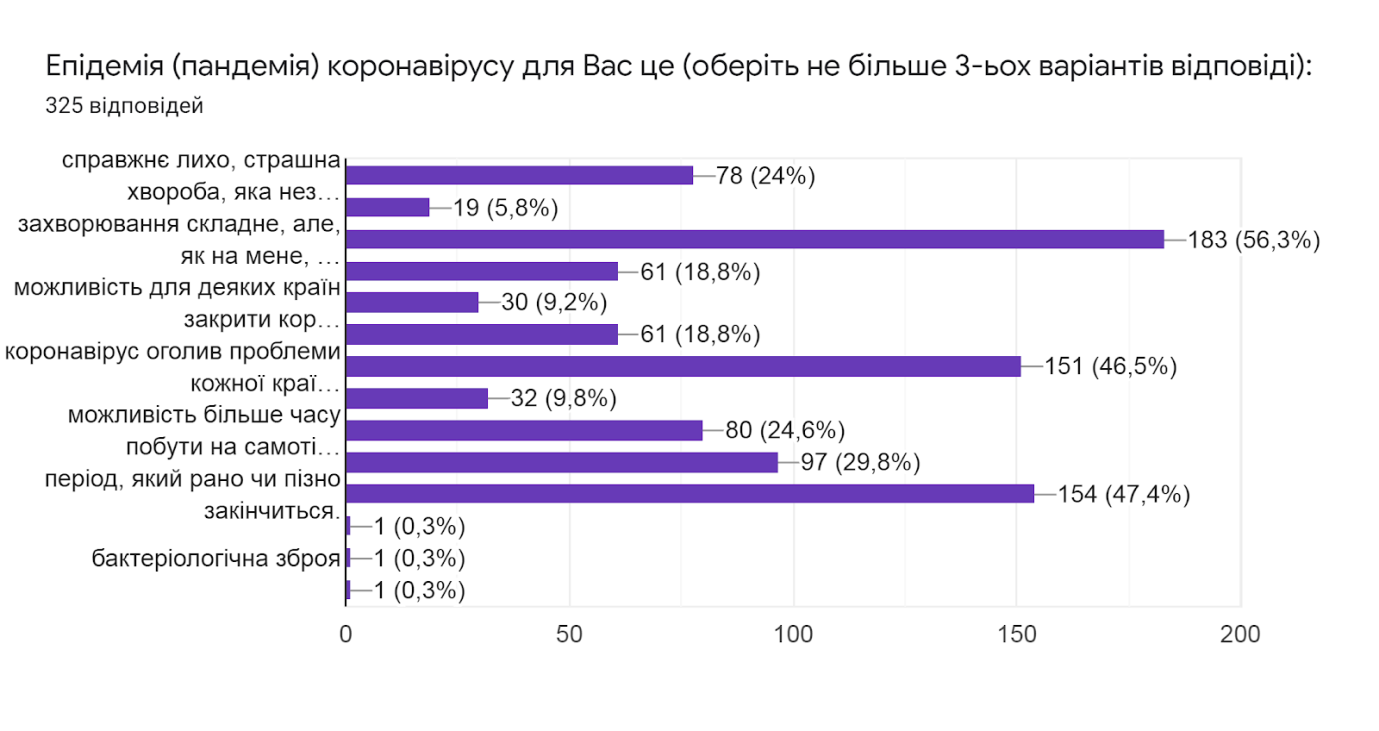 Епідемія (пандемія) коронавірусу для Вас це (оберіть не більше 3-ьох варіантів відповіді):
325 відповідей
справжнє лихо, страшна
хвороба, яка нез…
захворювання складне, але,
як на мене, …
можливість для деяких країн
закрити кор…
коронавірус оголив проблеми
кожної краї…
можливість більше часу
побути на самоті…
період, який рано чи пізно
закінчиться.
бактеріологічна зброя
78 (24%)
19 (5,8%)
183 (56,3%)
61 (18,8%)
30 (9,2%)
61 (18,8%)
151 (46,5%)
32 (9,8%)
80 (24,6%)
97 (29,8%)
154 (47,4%)
1 (0,3%)
1 (0,3%)
1 (0,3%)
0 50 100 150 200